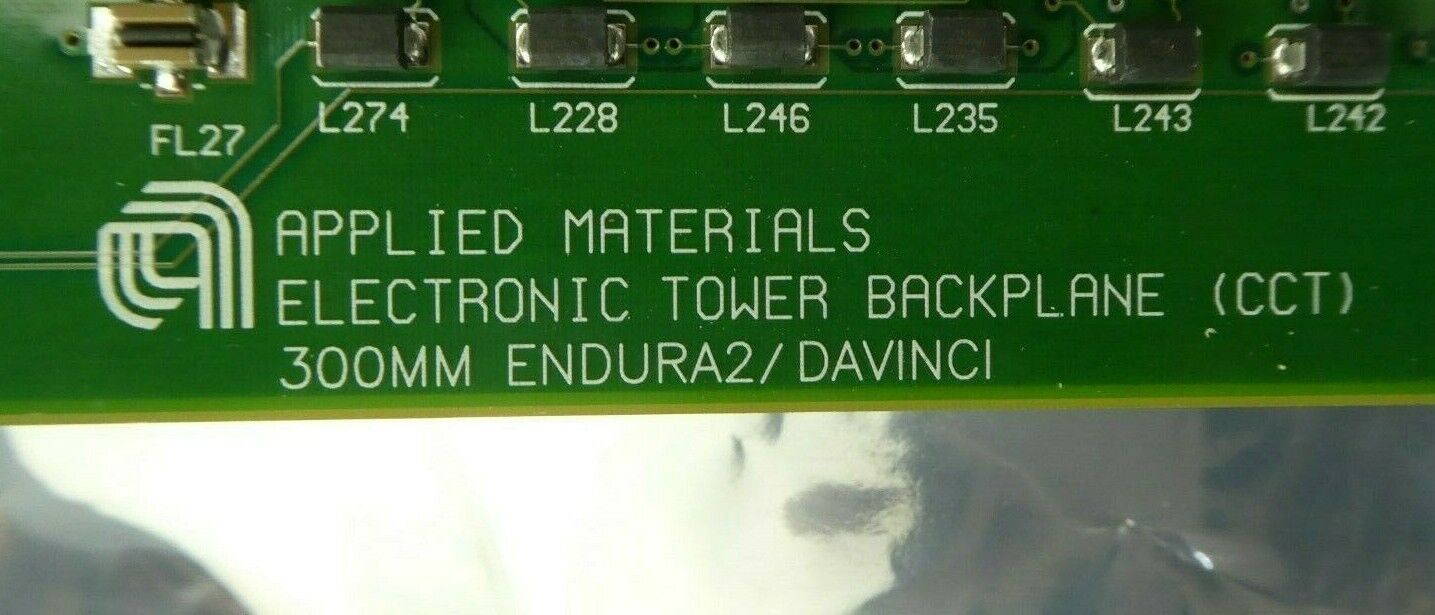 L274 L228 L246 L235 L243 L242
FL27
APPLIED MATERIALS
ELECTRONIC TOWER BACKPLANE (CCT)
300MM ENDURA2/DAVINCI